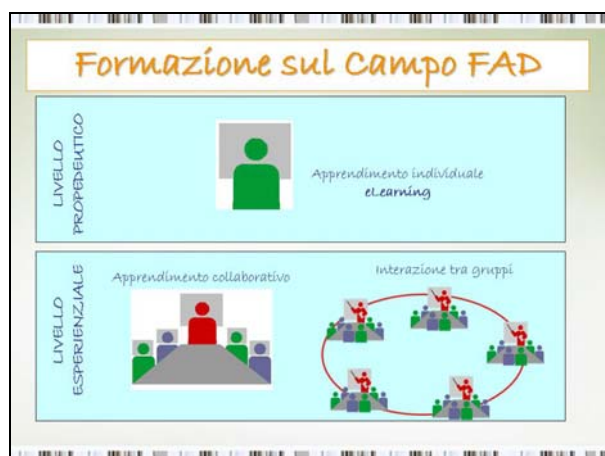 Formazione sul Campo FAD
LIVELLO
PROPEDEUTICO
Apprendimento individuale
eLearning
LIVELLO
ESPERIENZIALE
Apprendimento collaborativo
Interazione tra gruppi